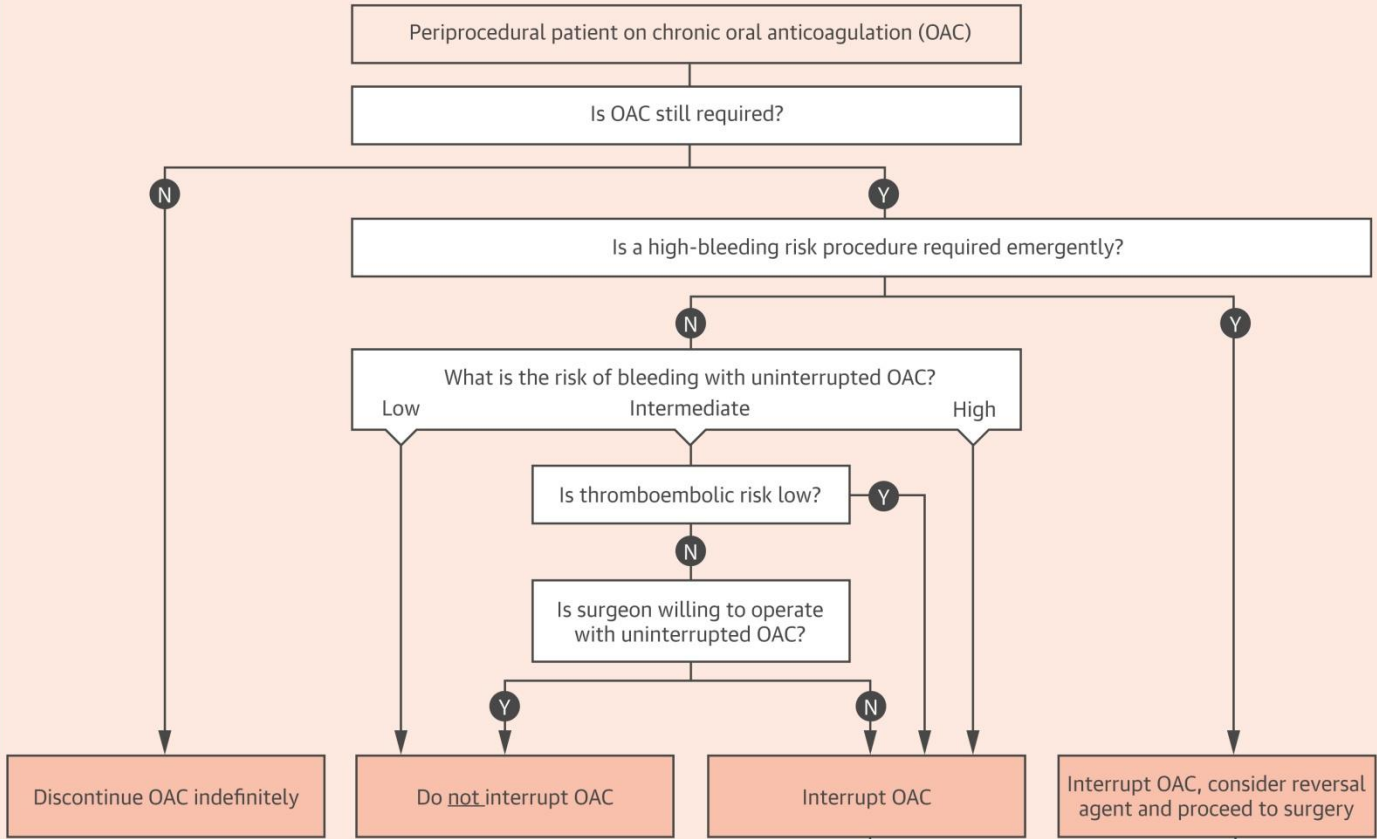 Periprocedural patient on chronic oral anticoagulation (OAC)
Is OAC still required?
N
Y
Is a high-bleeding risk procedure required emergently?
N
Y
What is the risk of bleeding with uninterrupted OAC?
Low
Intermediate
High
Is thromboembolic risk low?
Y
N
Is surgeon willing to operate
with uninterrupted OAC?
Y
N
Discontinue OAC indefinitely
Do not interrupt OAC
Interrupt OAC
Interrupt OAC, consider reversal
agent and proceed to surgery